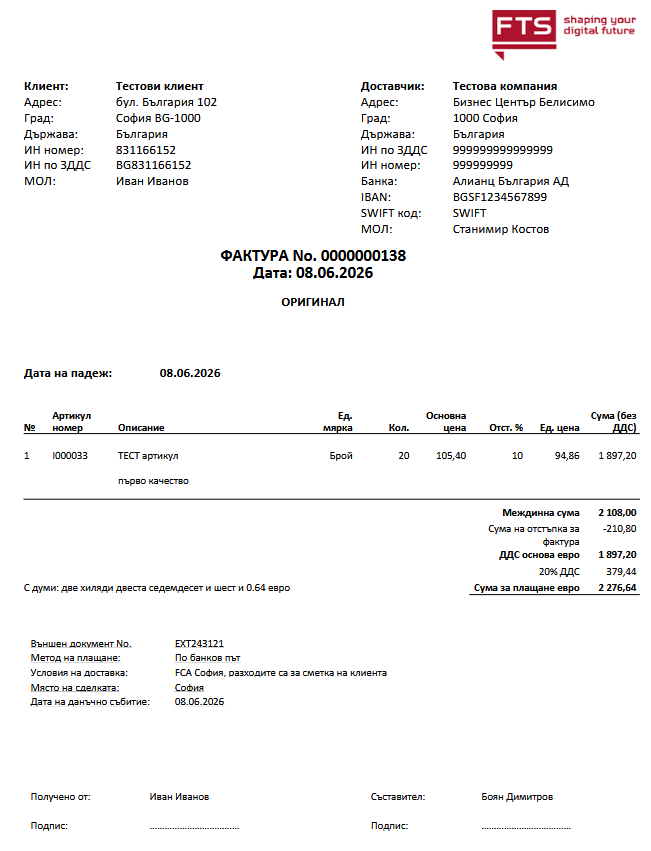 FTS shaping your
digital future
Клиент: Тестови клиент
Адрес: бул. България 102
Град: София BG-1000
Държава: България
ИН номер: 831166152
ИН по ЗДДС BG831166152
МОЛ: Иван Иванов
Доставчик: Тестова компания
Адрес: Бизнес Център Белисимо
Град: 1000 София
Държава: България
ИН по ЗДДС 999999999999999
ИН номер: 999999999
Банка: Алианц България АД
IBAN: BGSF1234567899
SWIFT код: SWIFT
МОЛ: Станимир Костов
ФАКТУРА No. 0000000138
Дата: 08.06.2026
ОРИГИНАЛ
Дата на падеж: 08.06.2026
№ Артикул номер Описание Ед. мярка Кол. Основна цена Отст. % Ед. цена Сума (без ДДС)
1 I000033 ТЕСТ артикул Брой 20 105,40 10 94,86 1 897,20
първо качество
Междинна сума 2 108,00
Сума на отстъпка за фактура -210,80
ДДС основа евро 1 897,20
20% ДДС 379,44
С думи: две хиляди двеста седемдесет и шест и 0.64 евро Сума за плащане евро 2 276,64
Външен документ No. EXT243121
Метод на плащане: По банков път
Условия на доставка: FCA София, разходите са за сметка на клиента
Място на сделката: София
Дата на данъчно събитие: 08.06.2026
Получено от: Иван Иванов Съставител: Боян Димитров
Подпис: .................................... Подпис: ....................................